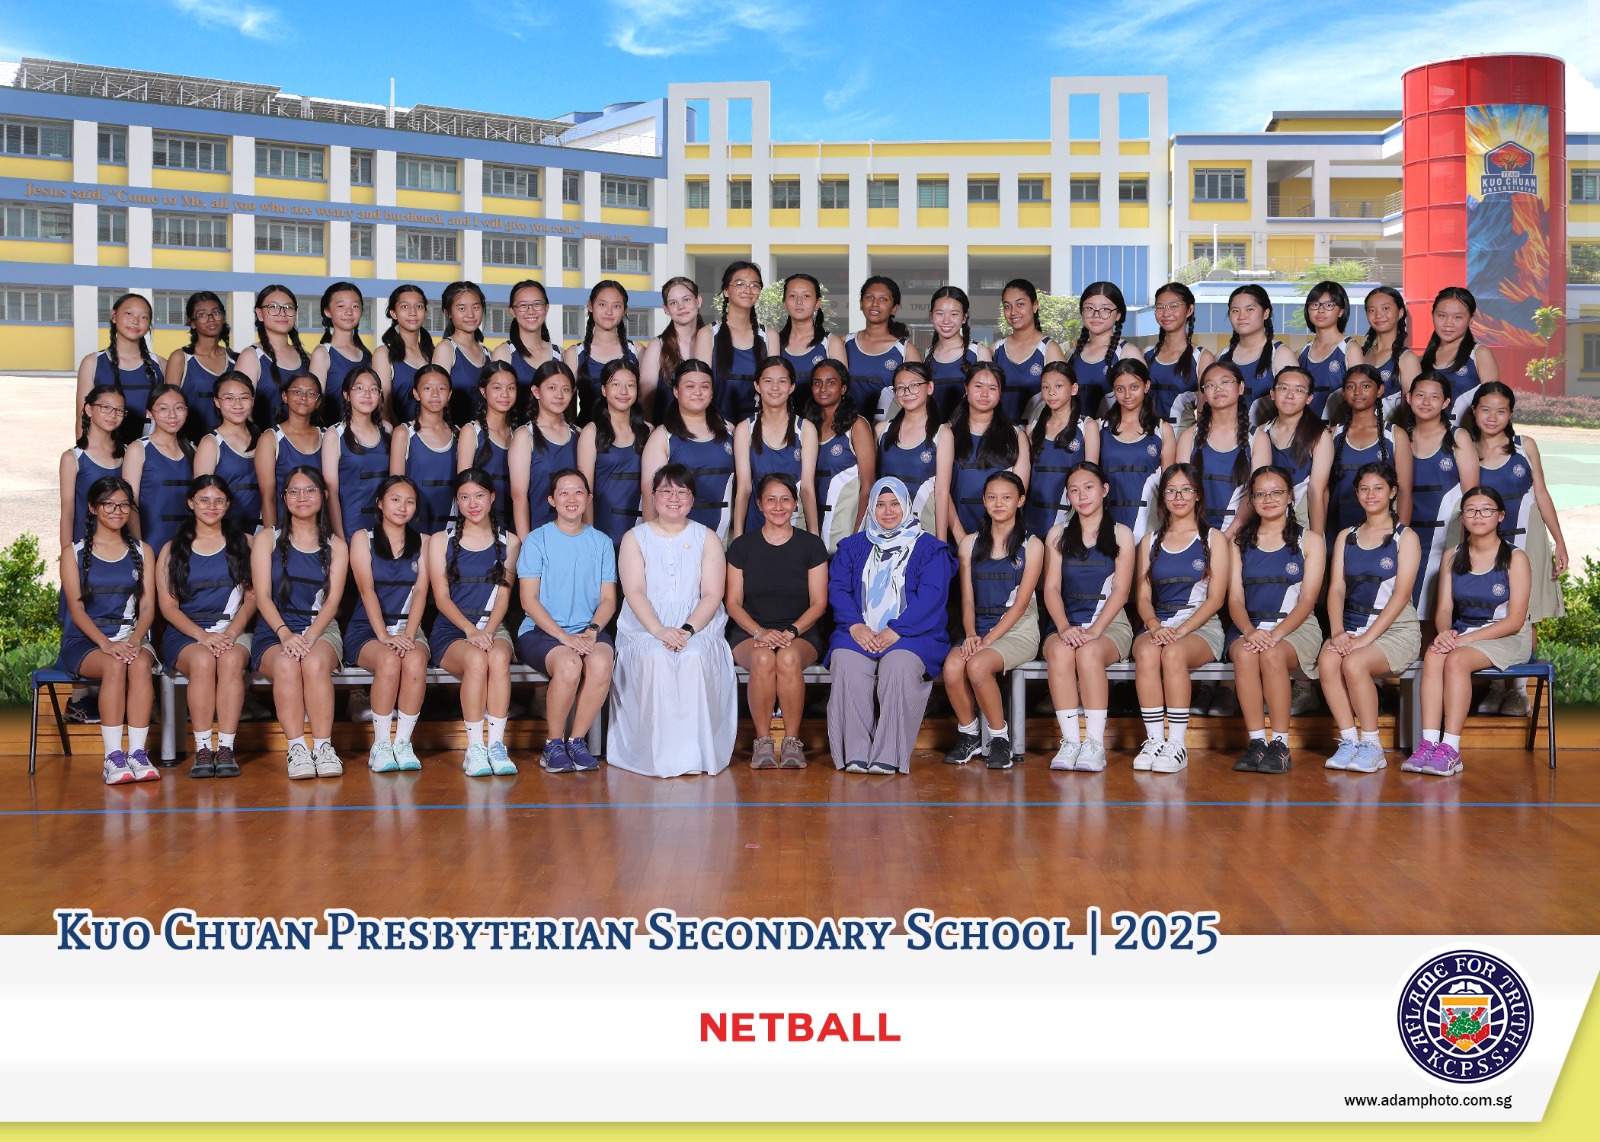 Jesus said, "Come to Me, all you who are weary and burdened, and I will give you rest."
TEAM
KUO CHUAN
PRESBYTERIAN
KUO CHUAN PRESBYTERIAN SECONDARY SCHOOL | 2025
NETBALL
AFLAME FOR TRUTH
K.C.P.S.S.
www.adamphoto.com.sg